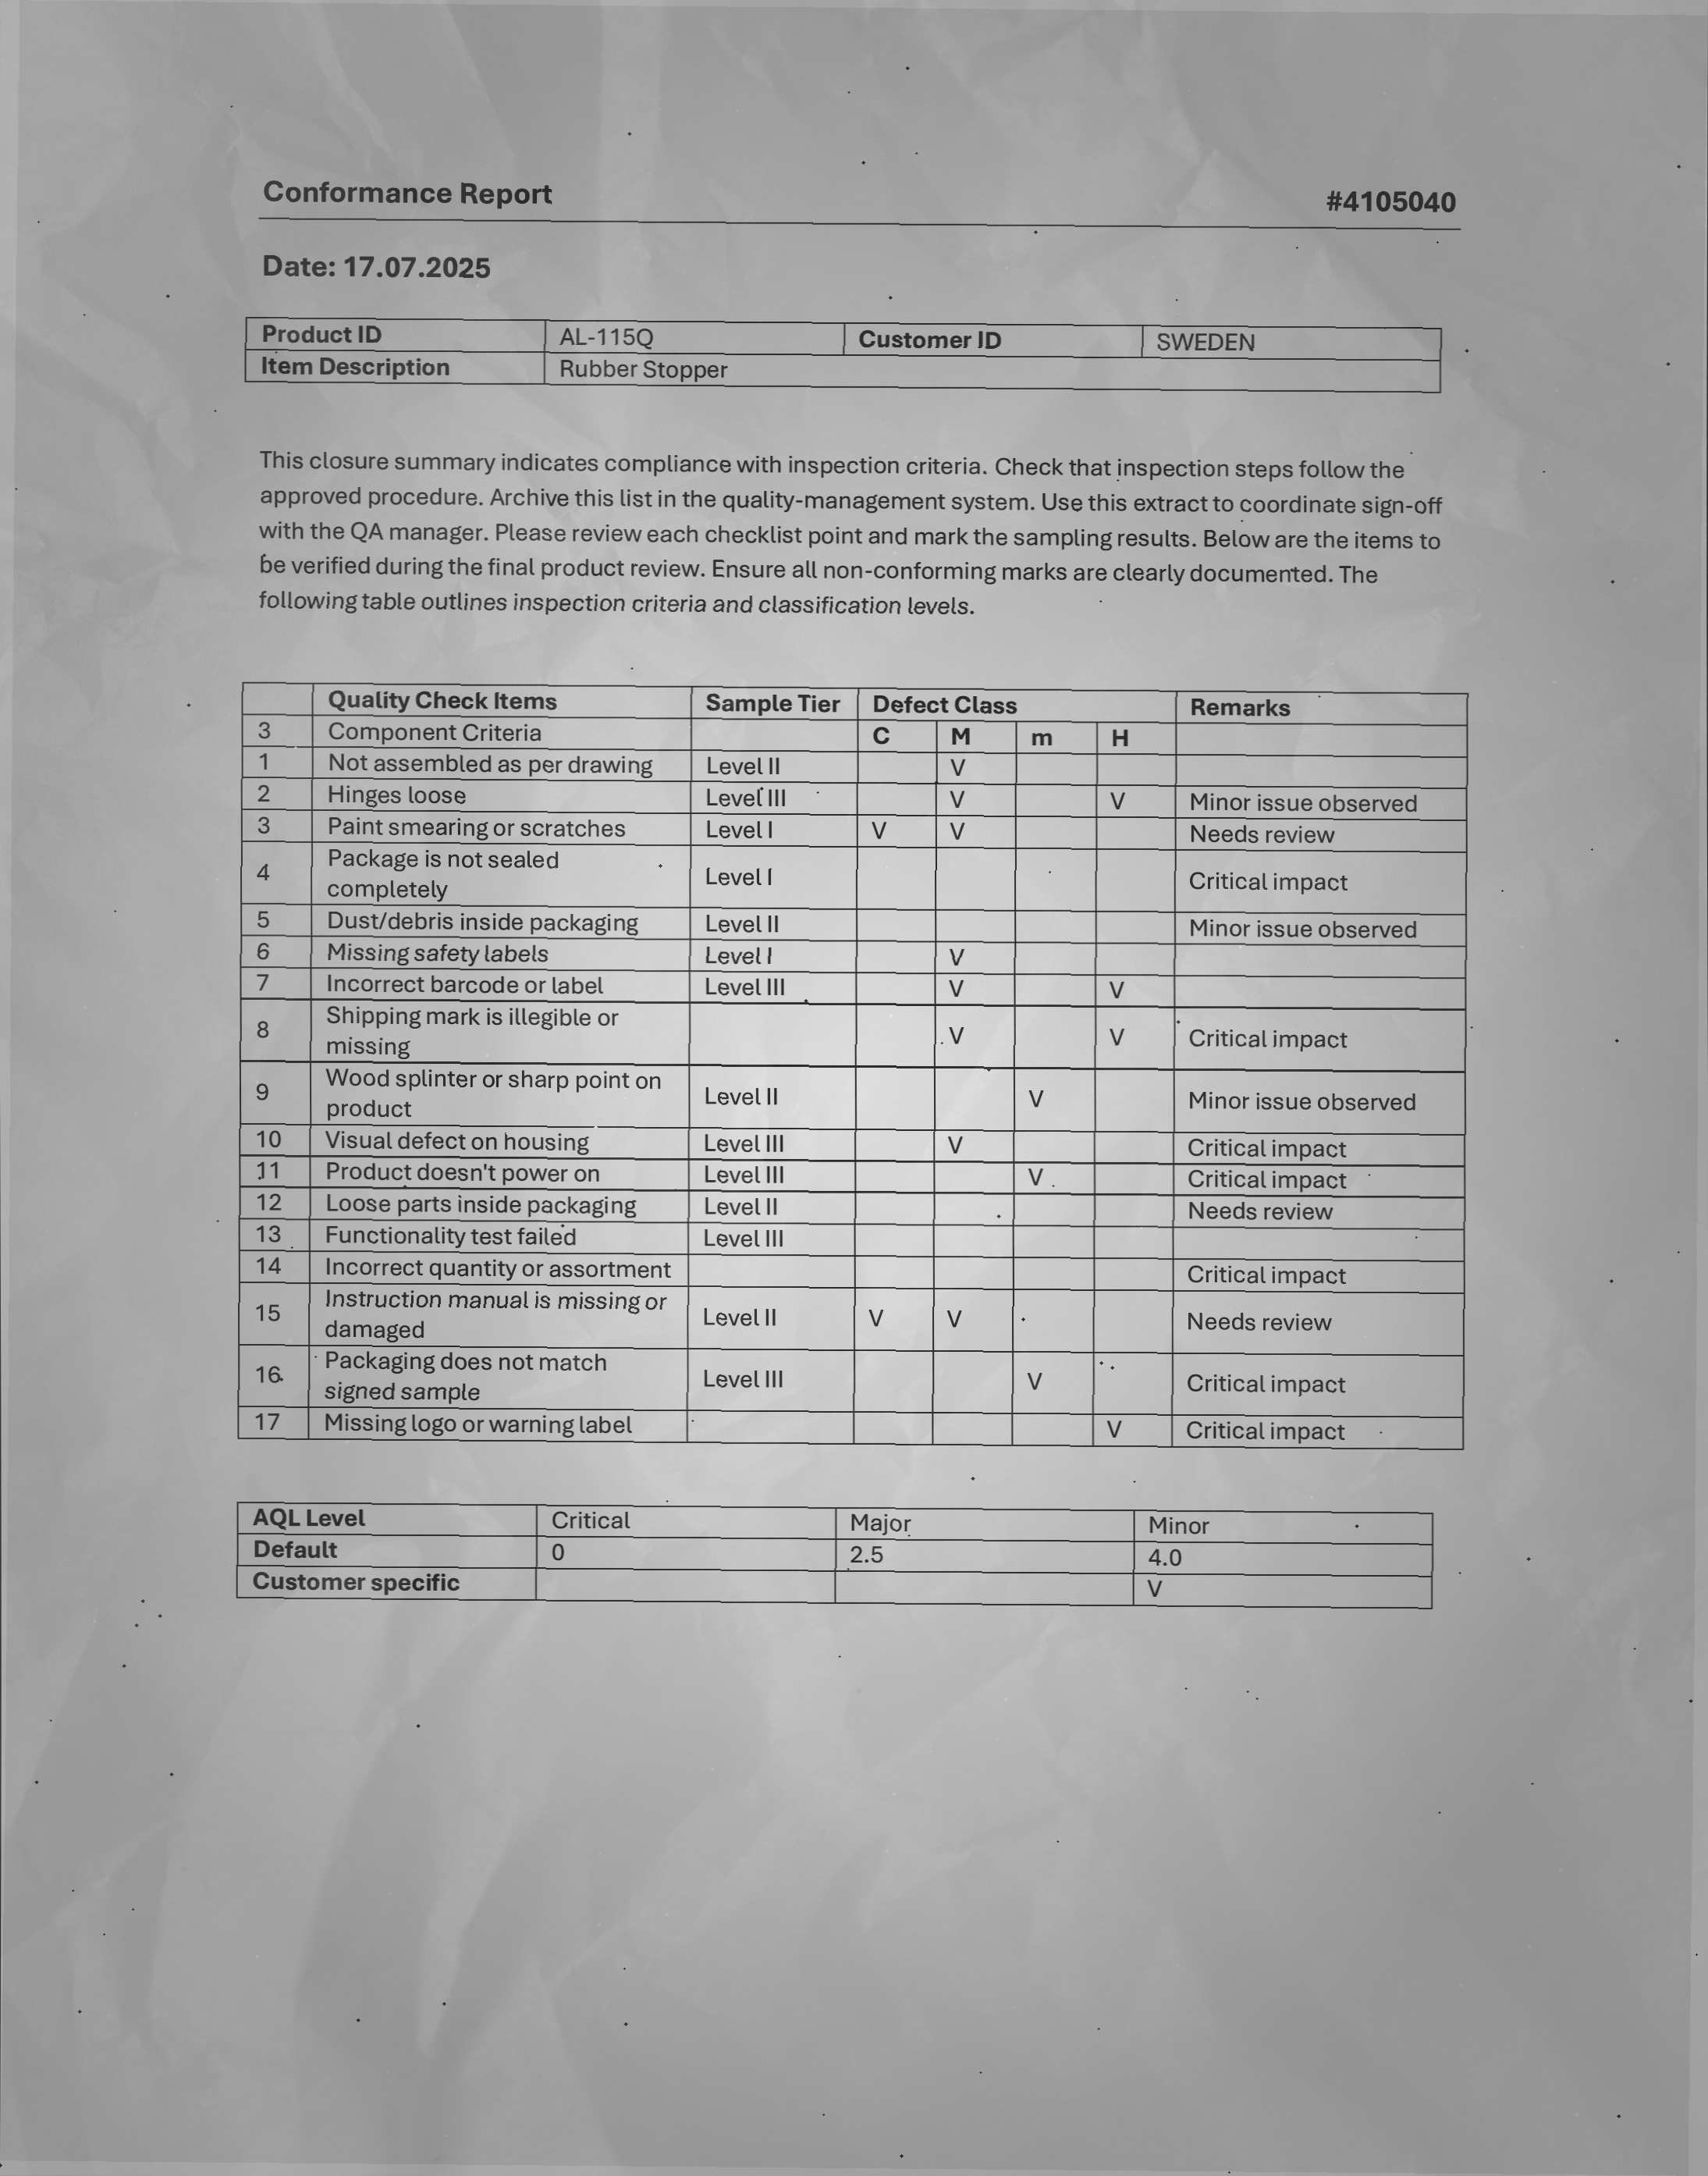 Conformance Report #4105040
Date: 17.07.2025
Product ID AL-115Q Customer ID SWEDEN
Item Description Rubber Stopper
This closure summary indicates compliance with inspection criteria. Check that inspection steps follow the
approved procedure. Archive this list in the quality-management system. Use this extract to coordinate sign-off
with the QA manager. Please review each checklist point and mark the sampling results. Below are the items to
be verified during the final product review. Ensure all non-conforming marks are clearly documented. The
following table outlines inspection criteria and classification levels.
Quality Check Items Sample Tier Defect Class Remarks
3 Component Criteria C M m H
1 Not assembled as per drawing Level II V
2 Hinges loose Level III V V Minor issue observed
3 Paint smearing or scratches Level I V V Needs review
4 Package is not sealed
completely Level I Critical impact
5 Dust/debris inside packaging Level II Minor issue observed
6 Missing safety labels Level I V
7 Incorrect barcode or label Level III V V
8 Shipping mark is illegible or
missing V V Critical impact
9 Wood splinter or sharp point on
product Level II V Minor issue observed
10 Visual defect on housing Level III V Critical impact
11 Product doesn't power on Level III V Critical impact
12 Loose parts inside packaging Level II Needs review
13 Functionality test failed Level III
14 Incorrect quantity or assortment Critical impact
15 Instruction manual is missing or
damaged Level II V V Needs review
16 Packaging does not match
signed sample Level III V Critical impact
17 Missing logo or warning label V Critical impact
AQL Level Critical Major Minor
Default 0 2.5 4.0
Customer specific V